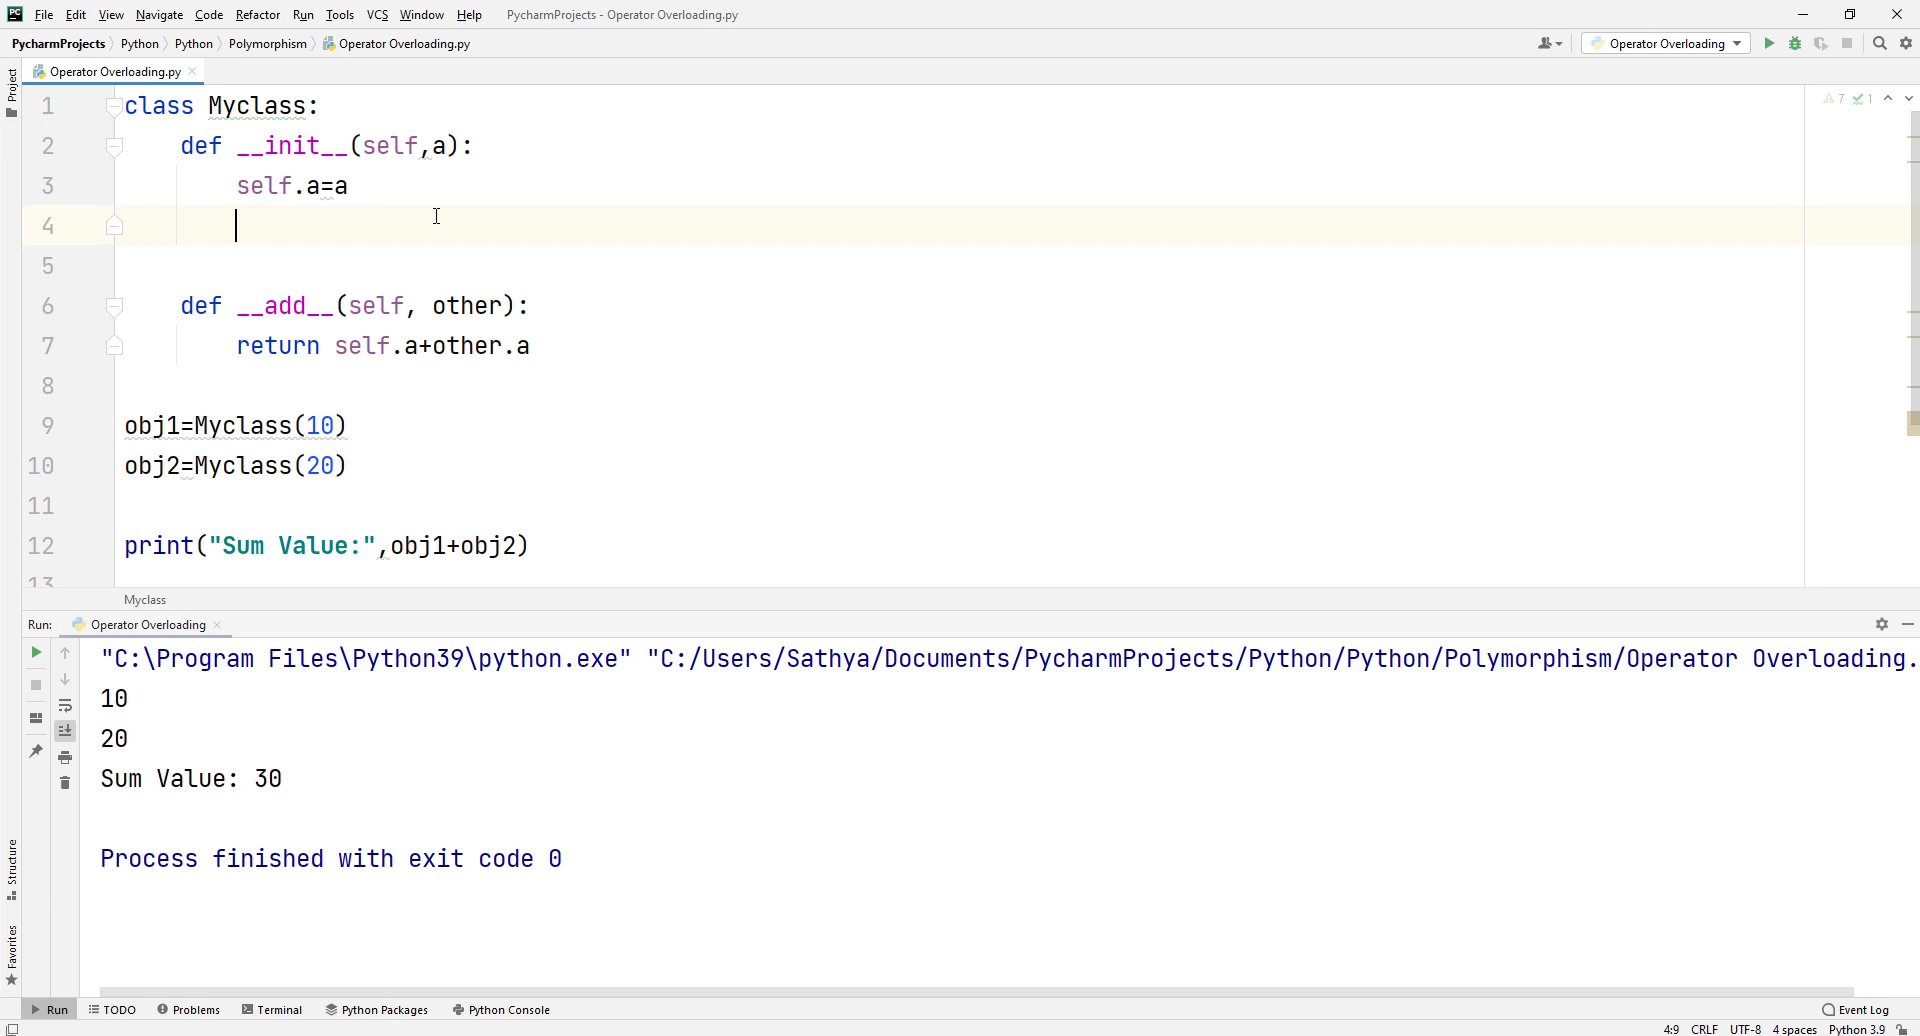 PC File Edit View Navigate Code Refactor Run Tools VCS Window Help PycharmProjects - Operator Overloading.py
PycharmProjects Python Python Polymorphism Operator Overloading.py Operator Overloading
Project
Operator Overloading.py
7 1
1 class Myclass:
2 def __init__(self,a):
3 self.a=a
4
5
6 def __add__(self, other):
7 return self.a+other.a
8
9 obj1=Myclass(10)
10 obj2=Myclass(20)
11
12 print("Sum Value:",obj1+obj2)
13
Myclass
Run: Operator Overloading
"C:\Program Files\Python39\python.exe" "C:/Users/Sathya/Documents/PycharmProjects/Python/Python/Polymorphism/Operator Overloading.
10
20
Sum Value: 30
Process finished with exit code 0
Structure
Favorites
Run TODO Problems Terminal Python Packages Python Console Event Log
4:9 CRLF UTF-8 4 spaces Python 3.9